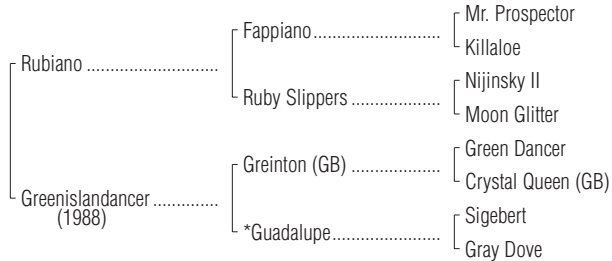 Mr. Prospector
Fappiano
Killaloe
Rubiano
Nijinsky II
Ruby Slippers
Moon Glitter
Green Dancer
Greinton (GB)
Crystal Queen (GB)
Greenislandancer
(1988)
Sigebert
*Guadalupe
Gray Dove